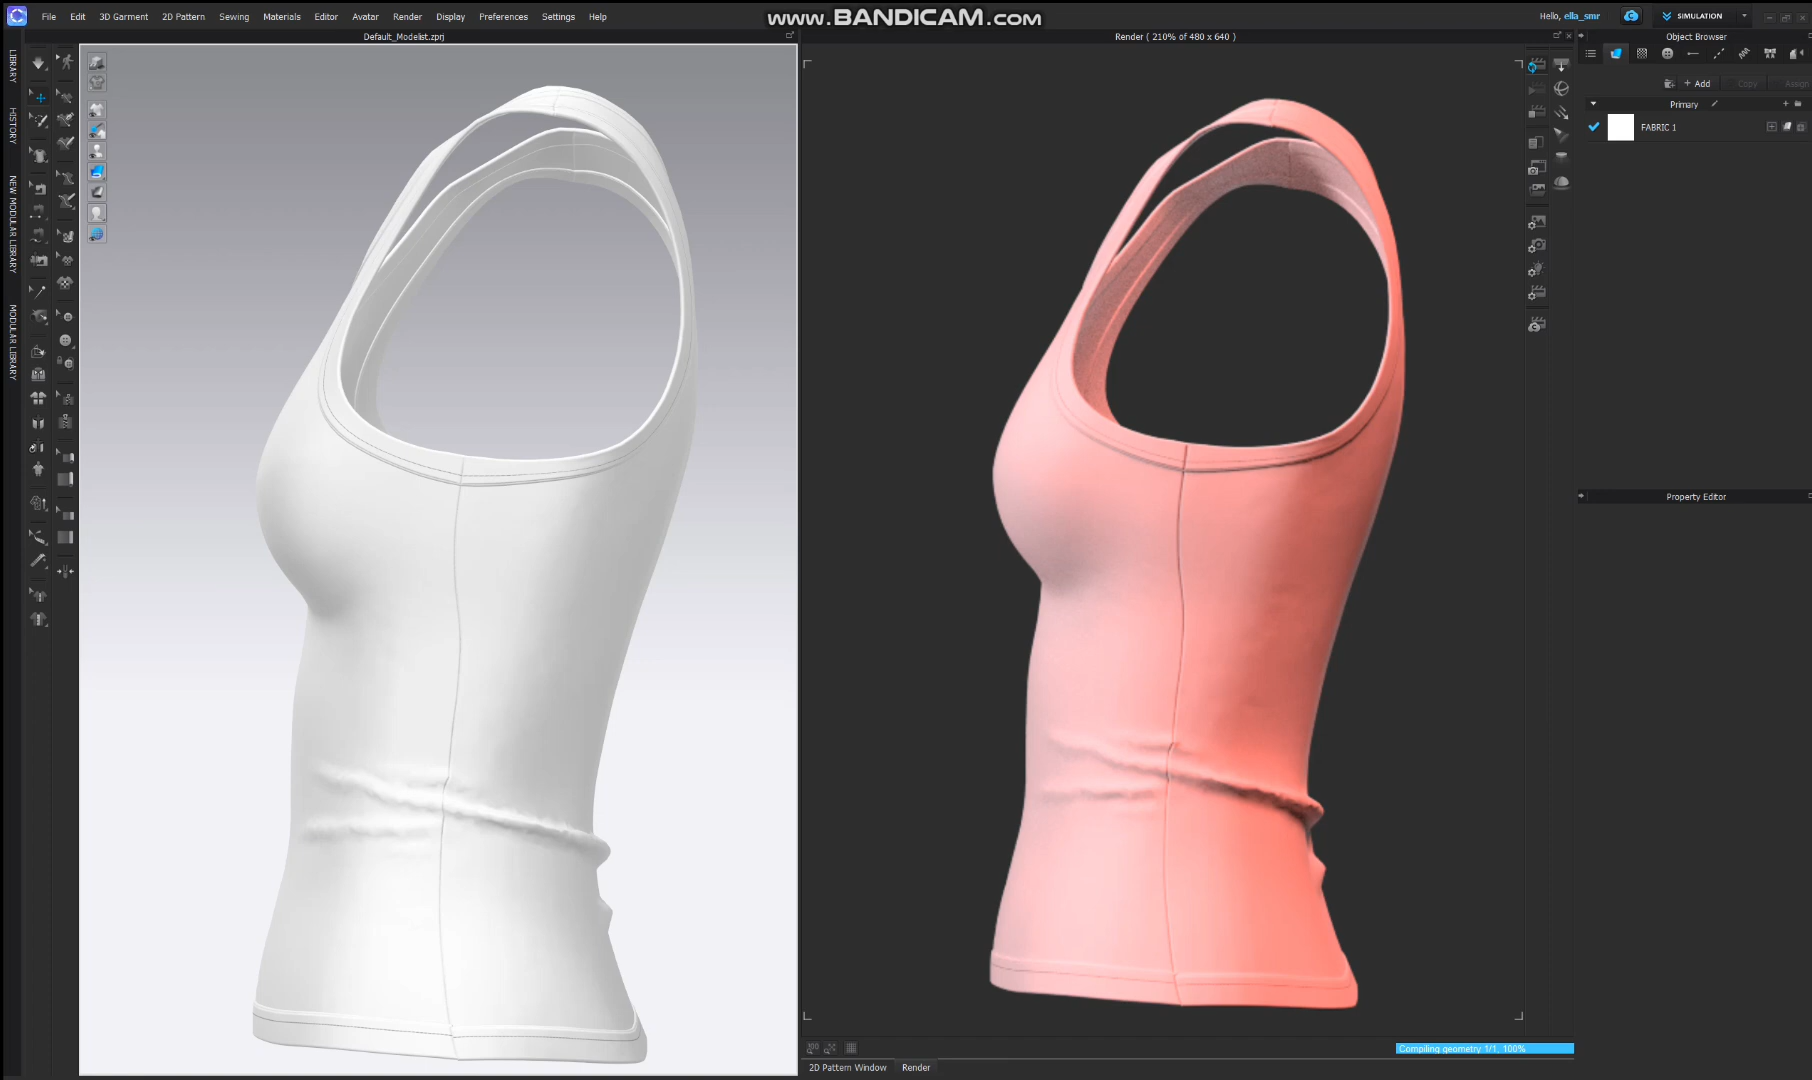 File Edit 3D Garment 2D Pattern Sewing Materials Editor Avatar Render Display Preferences Settings Help
www.BANDICAM.com
Hello, ella_smr
SIMULATION
Default_Modelist.zprj
Render ( 210% of 480 x 640 )
Object Browser
LIBRARY
HISTORY
NEW MODULAR LIBRARY
MODULAR LIBRARY
+ Add Copy Assign
Primary
FABRIC 1
Property Editor
100
Compiling geometry 1/1, 100%
2D Pattern Window Render